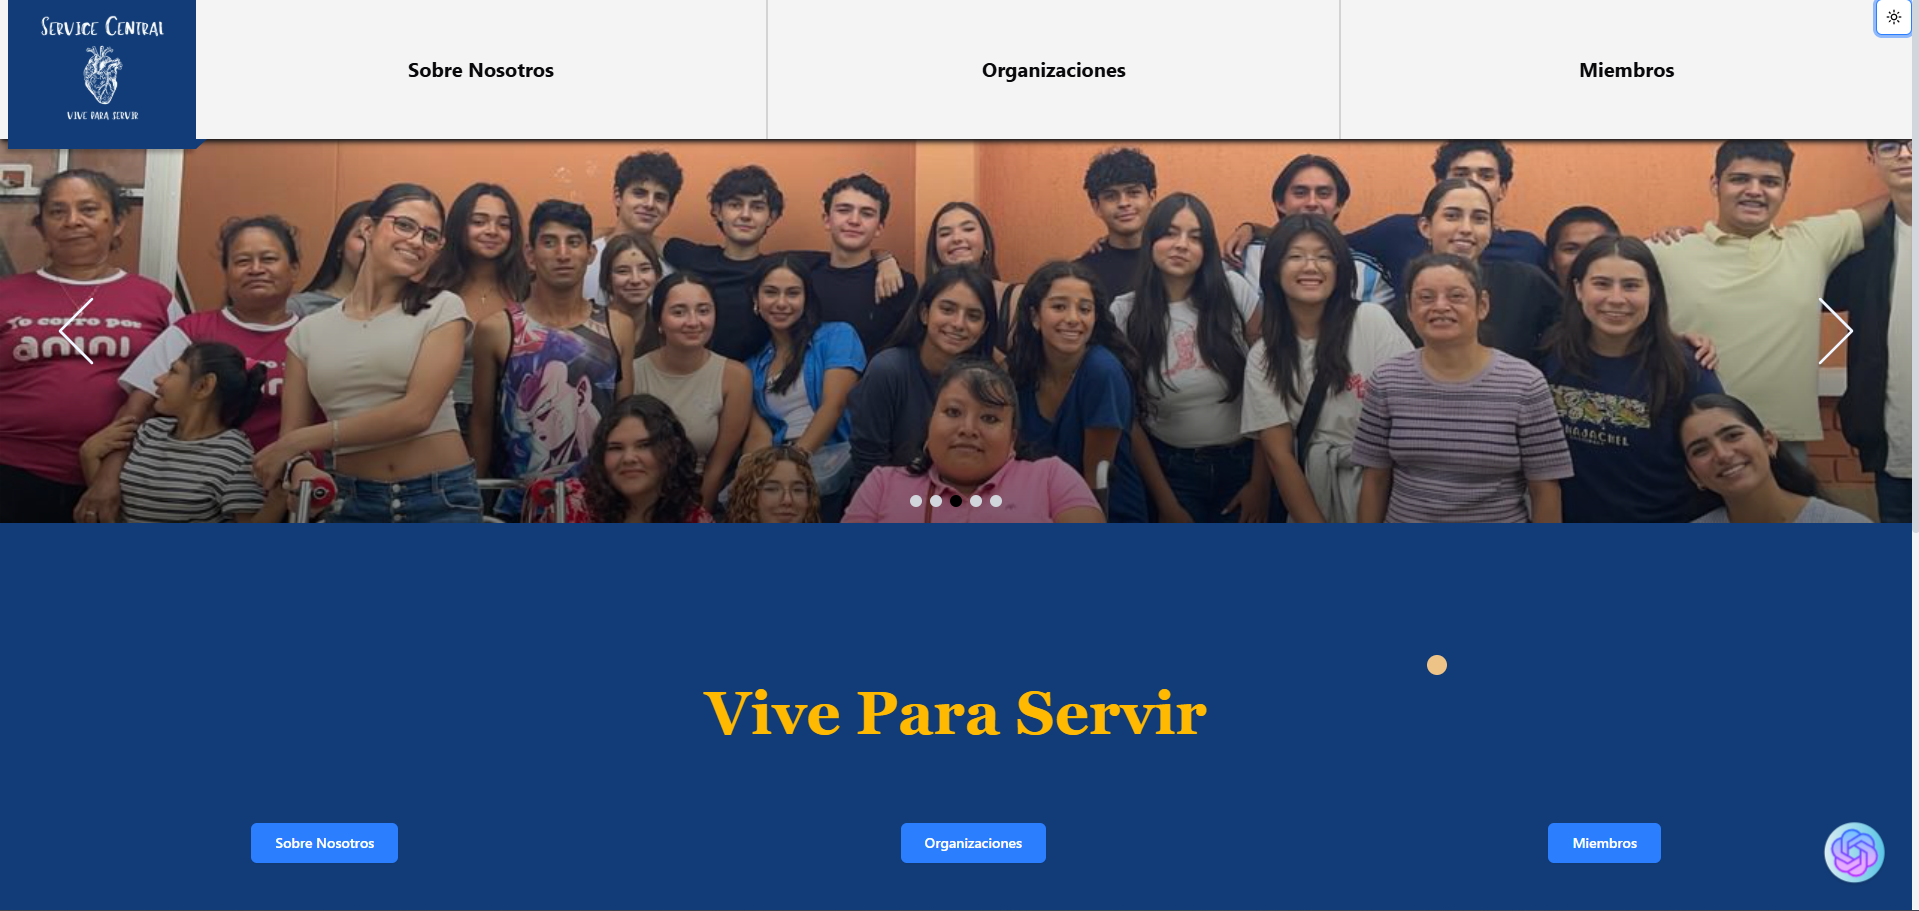 Service Central
VIVE PARA SERVIR
Sobre Nosotros
Organizaciones
Miembros
Yo corro por
anini
Vive Para Servir
Sobre Nosotros
Organizaciones
Miembros